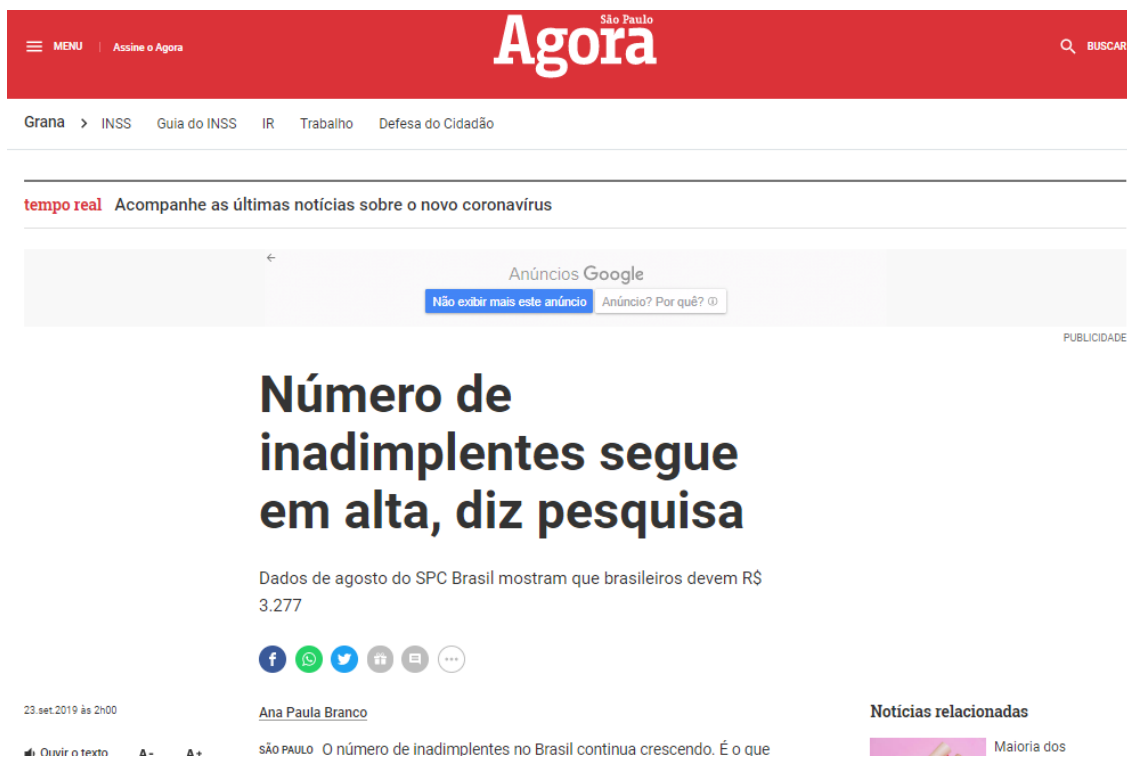 MENU | Assine o Agora
São Paulo
Agora
BUSCAR
Grana > INSS Guia do INSS IR Trabalho Defesa do Cidadão
tempo real Acompanhe as últimas notícias sobre o novo coronavírus
Anúncios Google
Não exibir mais este anúncio Anúncio? Por quê?
PUBLICIDADE
Número de
inadimplentes segue
em alta, diz pesquisa
Dados de agosto do SPC Brasil mostram que brasileiros devem R$
3.277
23.set.2019 às 2h00
Ouvir o texto A- A+
Ana Paula Branco
SÃO PAULO O número de inadimplentes no Brasil continua crescendo. É o que
Notícias relacionadas
Maioria dos